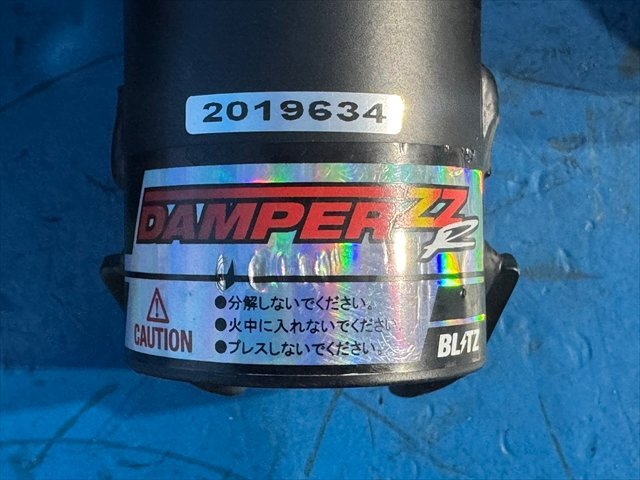 2019634
DAMPER ZZ-R
CAUTION
●分解しないでください。
●火中に入れないでください。
●プレスしないでください。
BLITZ